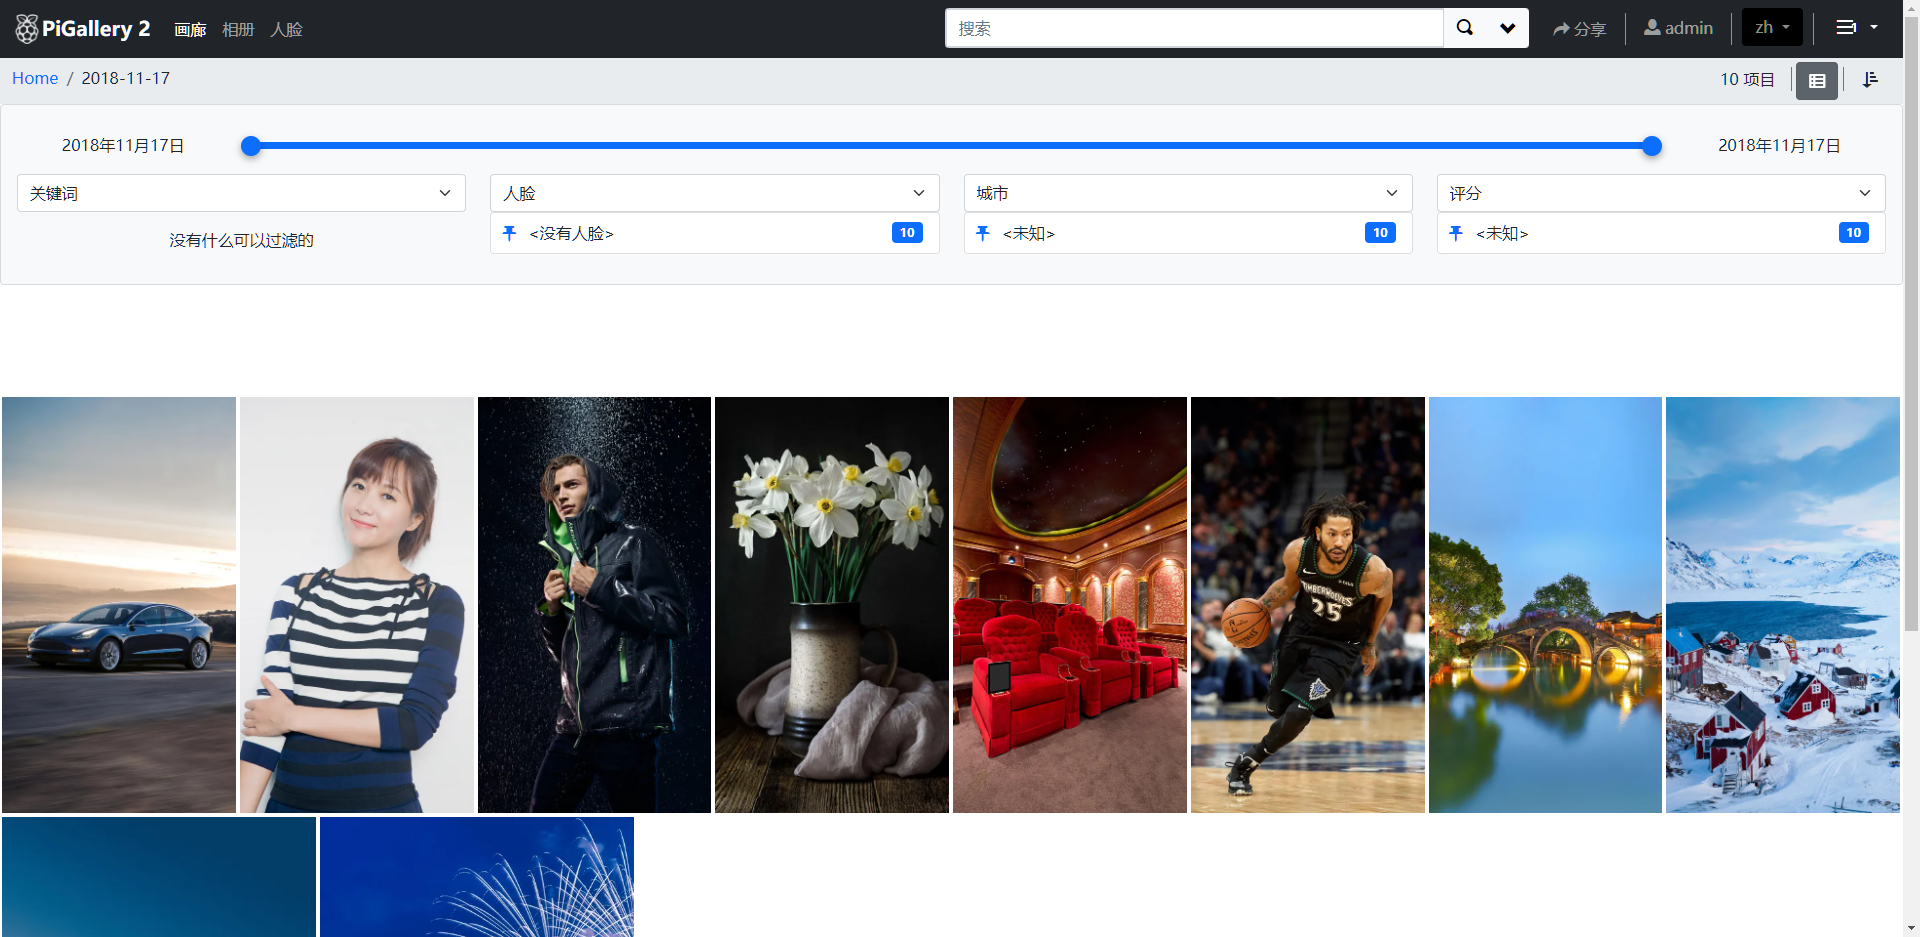 PiGallery 2 画廊 相册 人脸 搜索 分享 admin zh
Home / 2018-11-17 10 项目
2018年11月17日 2018年11月17日
关键词 人脸 城市 评分
没有什么可以过滤的 <没有人脸> 10 <未知> 10 <未知> 10
TIMBERWOLVES
25